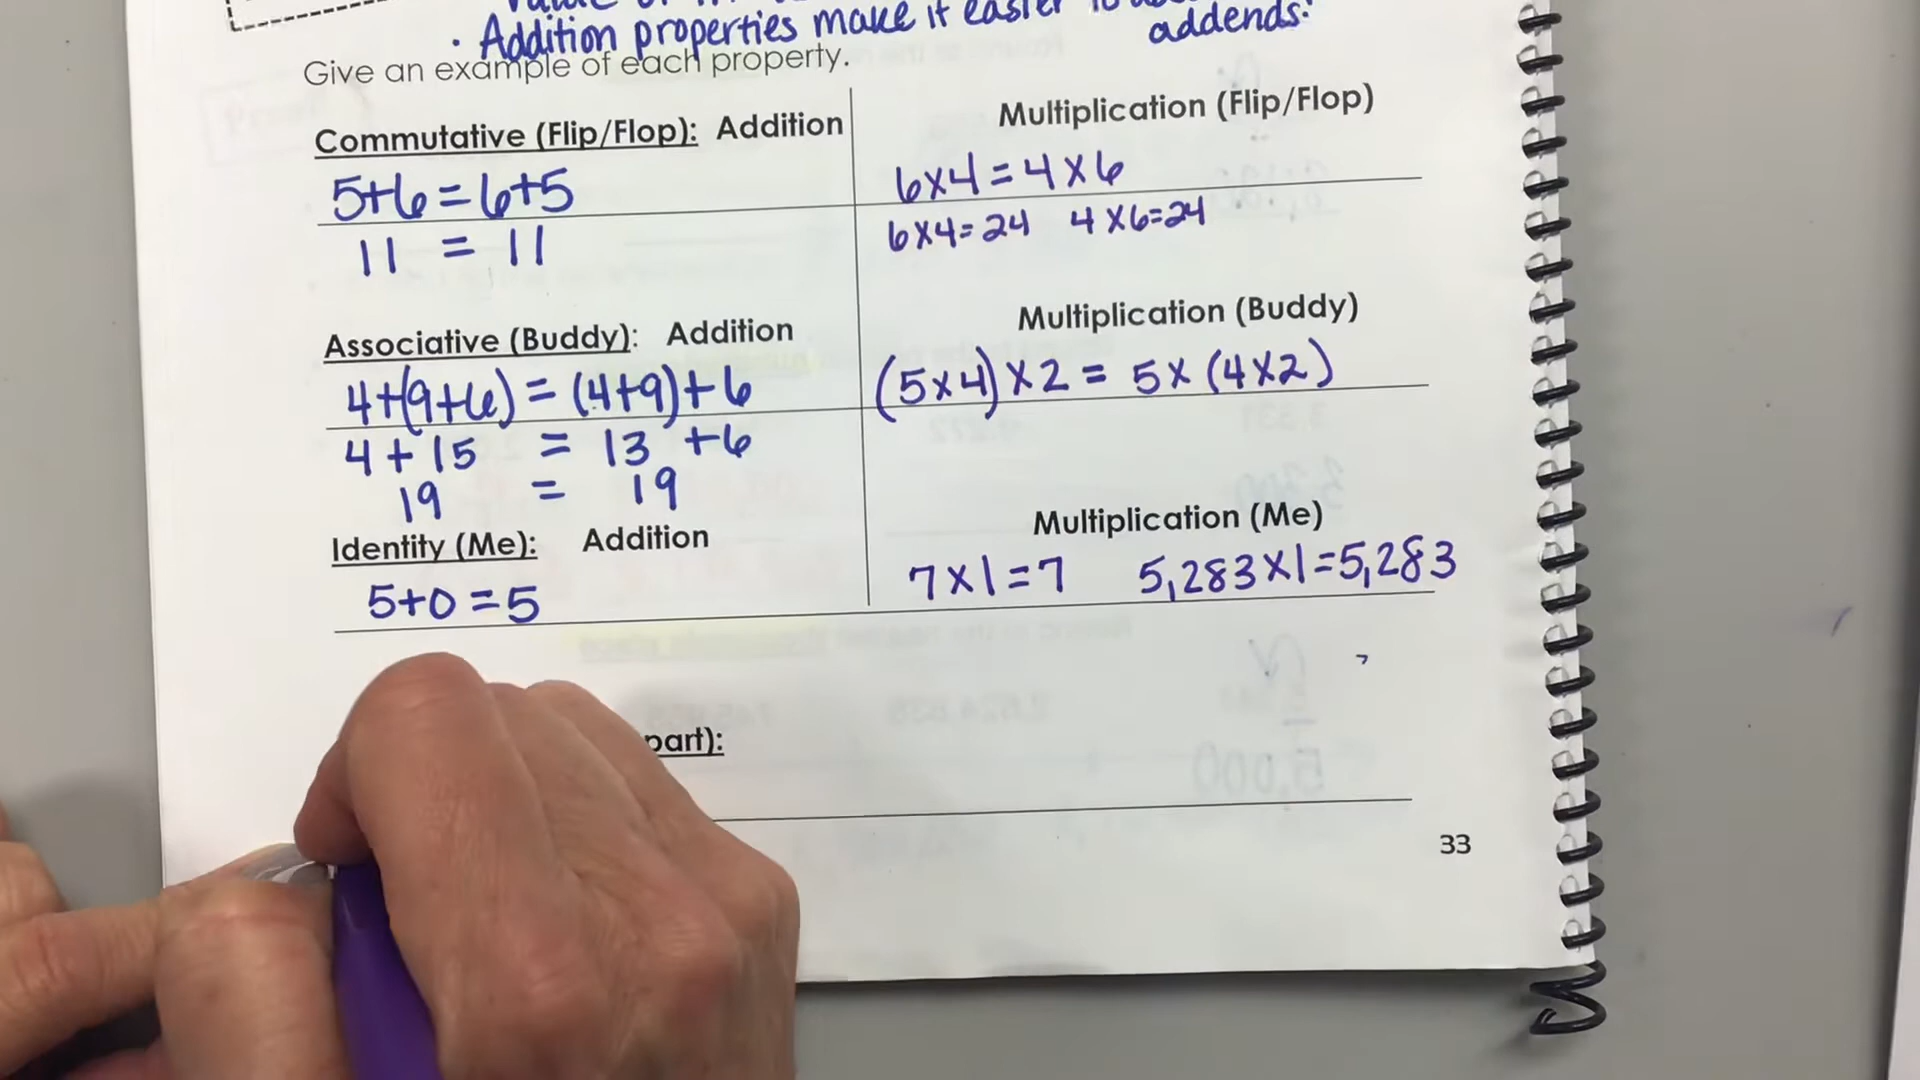 · Addition properties make it easier
addends.
Give an example of each property.
Commutative (Flip/Flop): Addition
5+6=6+5
11 = 11
Multiplication (Flip/Flop)
6x4=4x6
6x4=24 4x6=24
Associative (Buddy): Addition
4+(9+6)=(4+9)+6
4+15 = 13 +6
19 = 19
Multiplication (Buddy)
(5x4)x2= 5x(4x2)
Identity (Me): Addition
5+0=5
Multiplication (Me)
7x1=7 5,283x1=5,283
part):
33